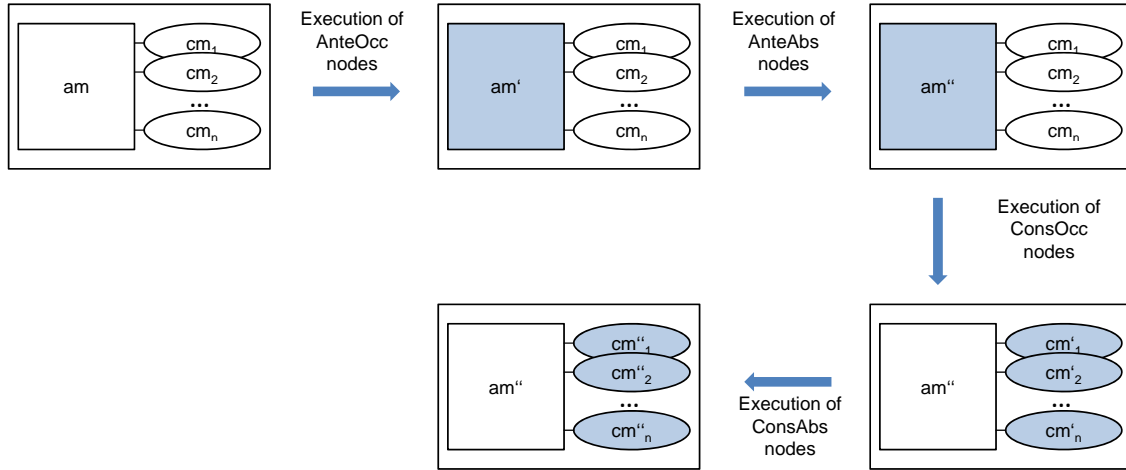 am
cm1
cm2
...
cmn
Execution of
AnteOcc
nodes
am‘
cm1
cm2
...
cmn
Execution of
AnteAbs
nodes
am‘‘
cm1
cm2
...
cmn
Execution of
ConsOcc
nodes
am‘‘
cm‘1
cm‘2
...
cm‘n
Execution of
ConsAbs
nodes
am‘‘
cm‘‘1
cm‘‘2
...
cm‘‘n